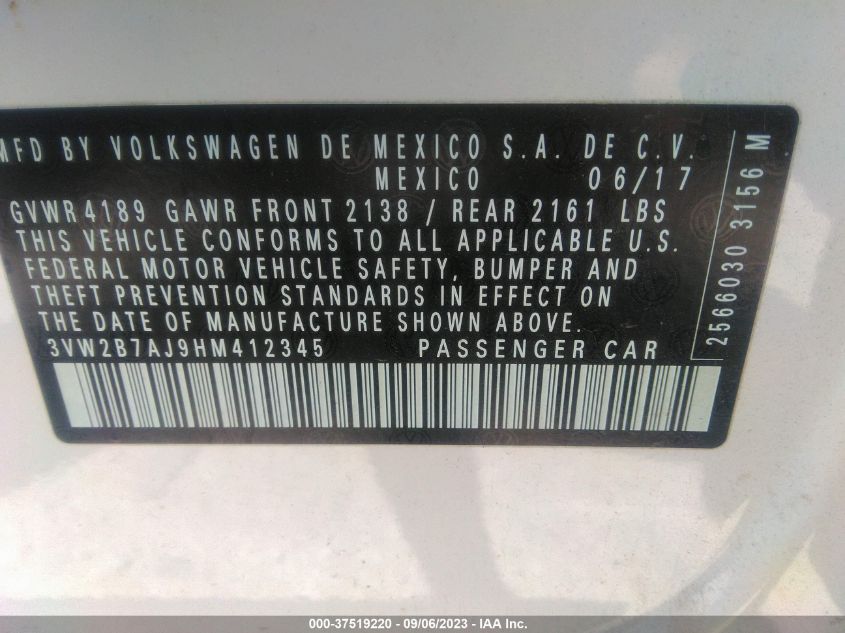 MFD BY VOLKSWAGEN DE MEXICO S.A. DE C.V.
MEXICO 06/17
GVWR4189 GAWR FRONT 2138 / REAR 2161 LBS
THIS VEHICLE CONFORMS TO ALL APPLICABLE U.S.
FEDERAL MOTOR VEHICLE SAFETY, BUMPER AND
THEFT PREVENTION STANDARDS IN EFFECT ON
THE DATE OF MANUFACTURE SHOWN ABOVE.
3VW2B7AJ9HM412345 PASSENGER CAR
2566030 3156 M
000-37519220 - 09/06/2023 - IAA Inc.